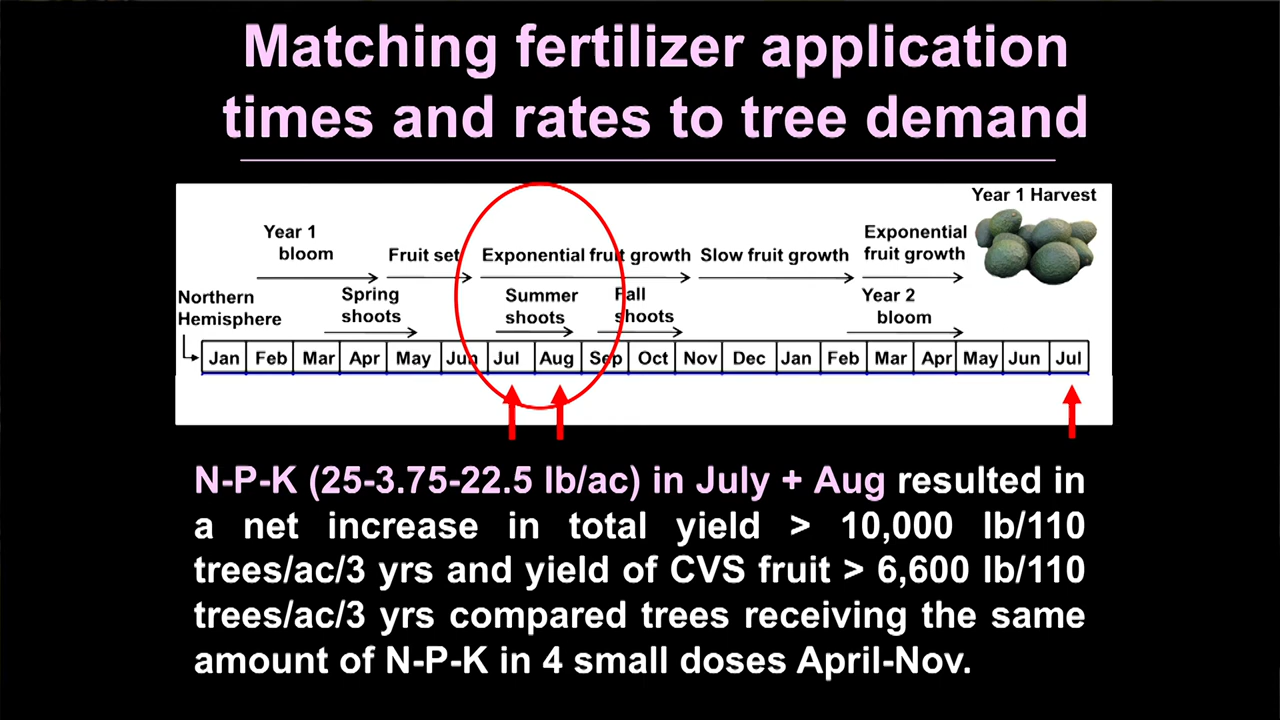 Matching fertilizer application
times and rates to tree demand
Year 1 Harvest
Year 1
bloom
Fruit set
Exponential fruit growth
Slow fruit growth
Exponential
fruit growth
Northern
Hemisphere
Spring
shoots
Summer
shoots
Fall
shoots
Year 2
bloom
Jan Feb Mar Apr May Jun Jul Aug Sep Oct Nov Dec Jan Feb Mar Apr May Jun Jul
N-P-K (25-3.75-22.5 lb/ac) in July + Aug resulted in
a net increase in total yield > 10,000 lb/110
trees/ac/3 yrs and yield of CVS fruit > 6,600 lb/110
trees/ac/3 yrs compared trees receiving the same
amount of N-P-K in 4 small doses April-Nov.